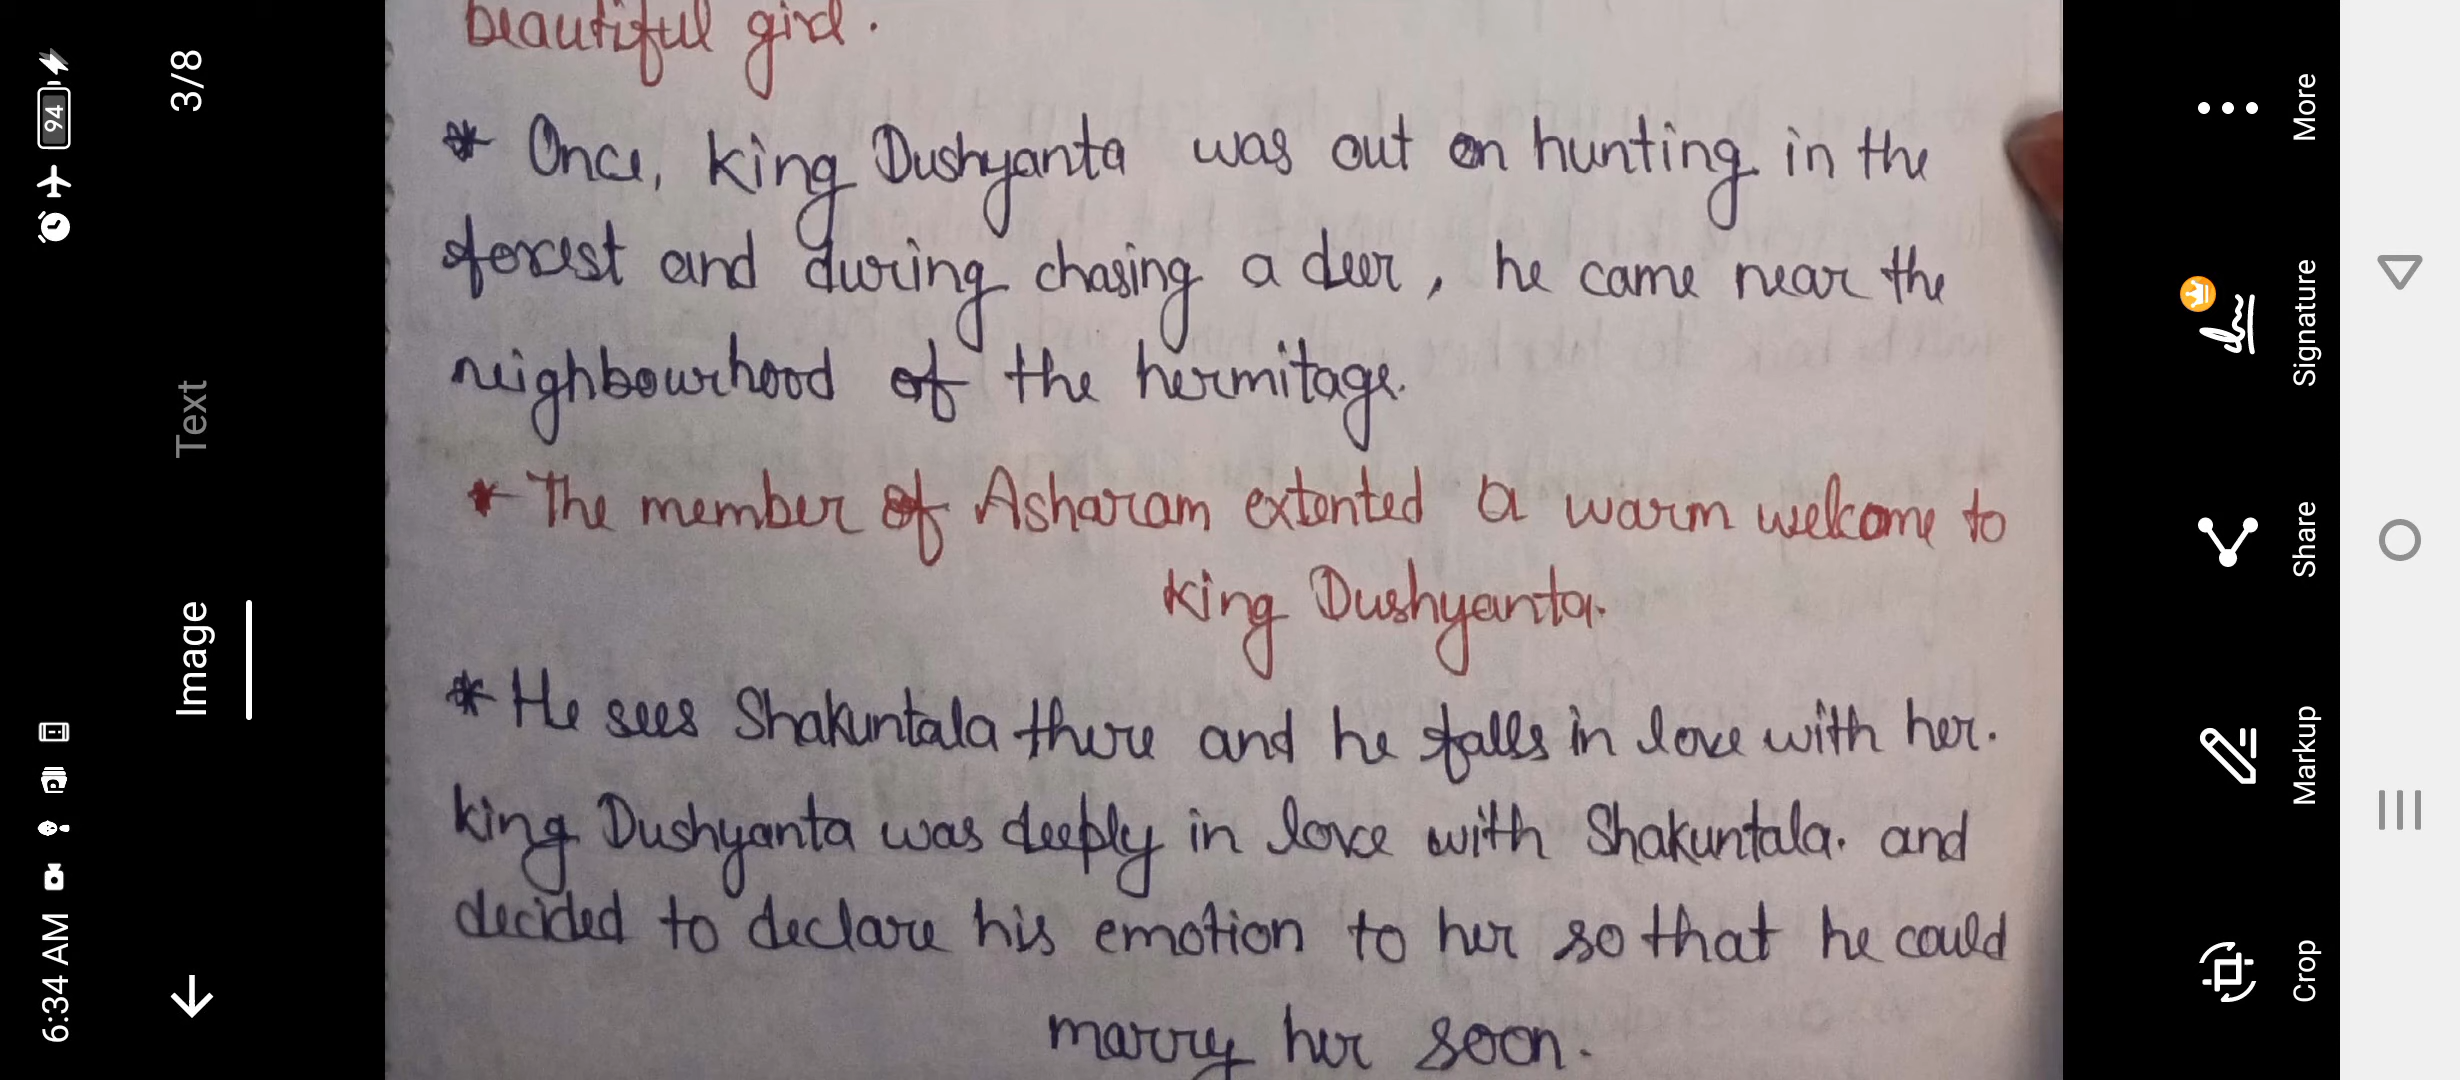 beautiful girl.
* Once, King Dushyanta was out on hunting in the
forest and during chasing a deer, he came near the
neighbourhood of the hermitage.
* The member of Asharam extented a warm welcome to
King Dushyanta.
* He sees Shakuntala there and he falls in love with her.
King Dushyanta was deeply in love with Shakuntala. and
decided to declare his emotion to her so that he could
marry her soon.
6:34 AM
94
Image
Text
3/8
Crop
Markup
Share
Signature
More